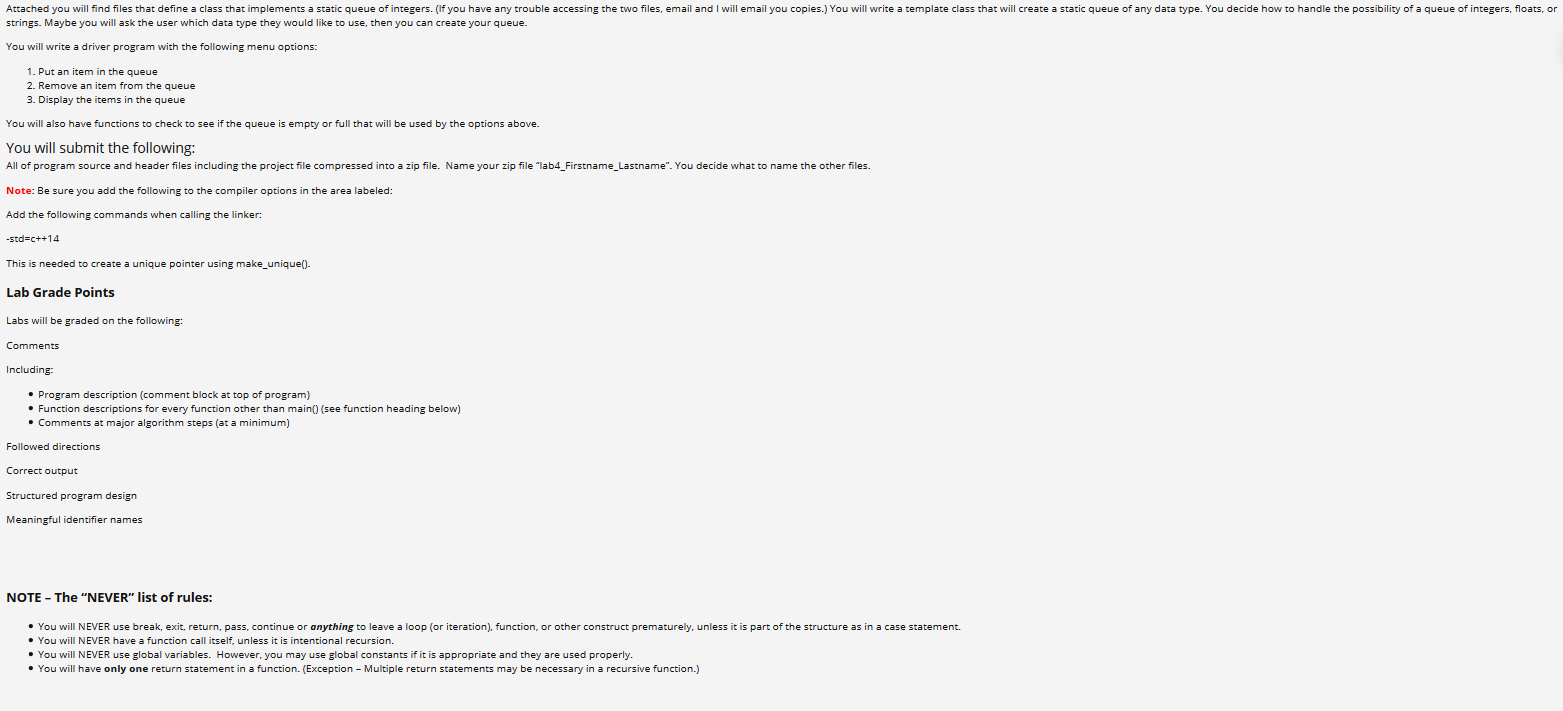 Attached you will find files that define a class that implements a static queue of integers. (If you have any trouble accessing the two files, email and I will email you copies.) You will write a template class that will create a static queue of any data type. You decide how to handle the possibility of a queue of integers, floats, or
strings. Maybe you will ask the user which data type they would like to use, then you can create your queue.
You will write a driver program with the following menu options:
1. Put an item in the queue
2. Remove an item from the queue
3. Display the items in the queue
You will also have functions to check to see if the queue is empty or full that will be used by the options above.
You will submit the following:
All of program source and header files including the project file compressed into a zip file.  Name your zip file "lab4_Firstname_Lastname". You decide what to name the other files.
Note: Be sure you add the following to the compiler options in the area labeled:
Add the following commands when calling the linker:
-std=c++14
This is needed to create a unique pointer using make_unique().
Lab Grade Points
Labs will be graded on the following:
Comments
Including:
• Program description (comment block at top of program)
• Function descriptions for every function other than main() (see function heading below)
• Comments at major algorithm steps (at a minimum)
Followed directions
Correct output
Structured program design
Meaningful identifier names
NOTE – The “NEVER” list of rules:
• You will NEVER use break, exit, return, pass, continue or anything to leave a loop (or iteration), function, or other construct prematurely, unless it is part of the structure as in a case statement.
• You will NEVER have a function call itself, unless it is intentional recursion.
• You will NEVER use global variables.  However, you may use global constants if it is appropriate and they are used properly.
• You will have only one return statement in a function. (Exception – Multiple return statements may be necessary in a recursive function.)